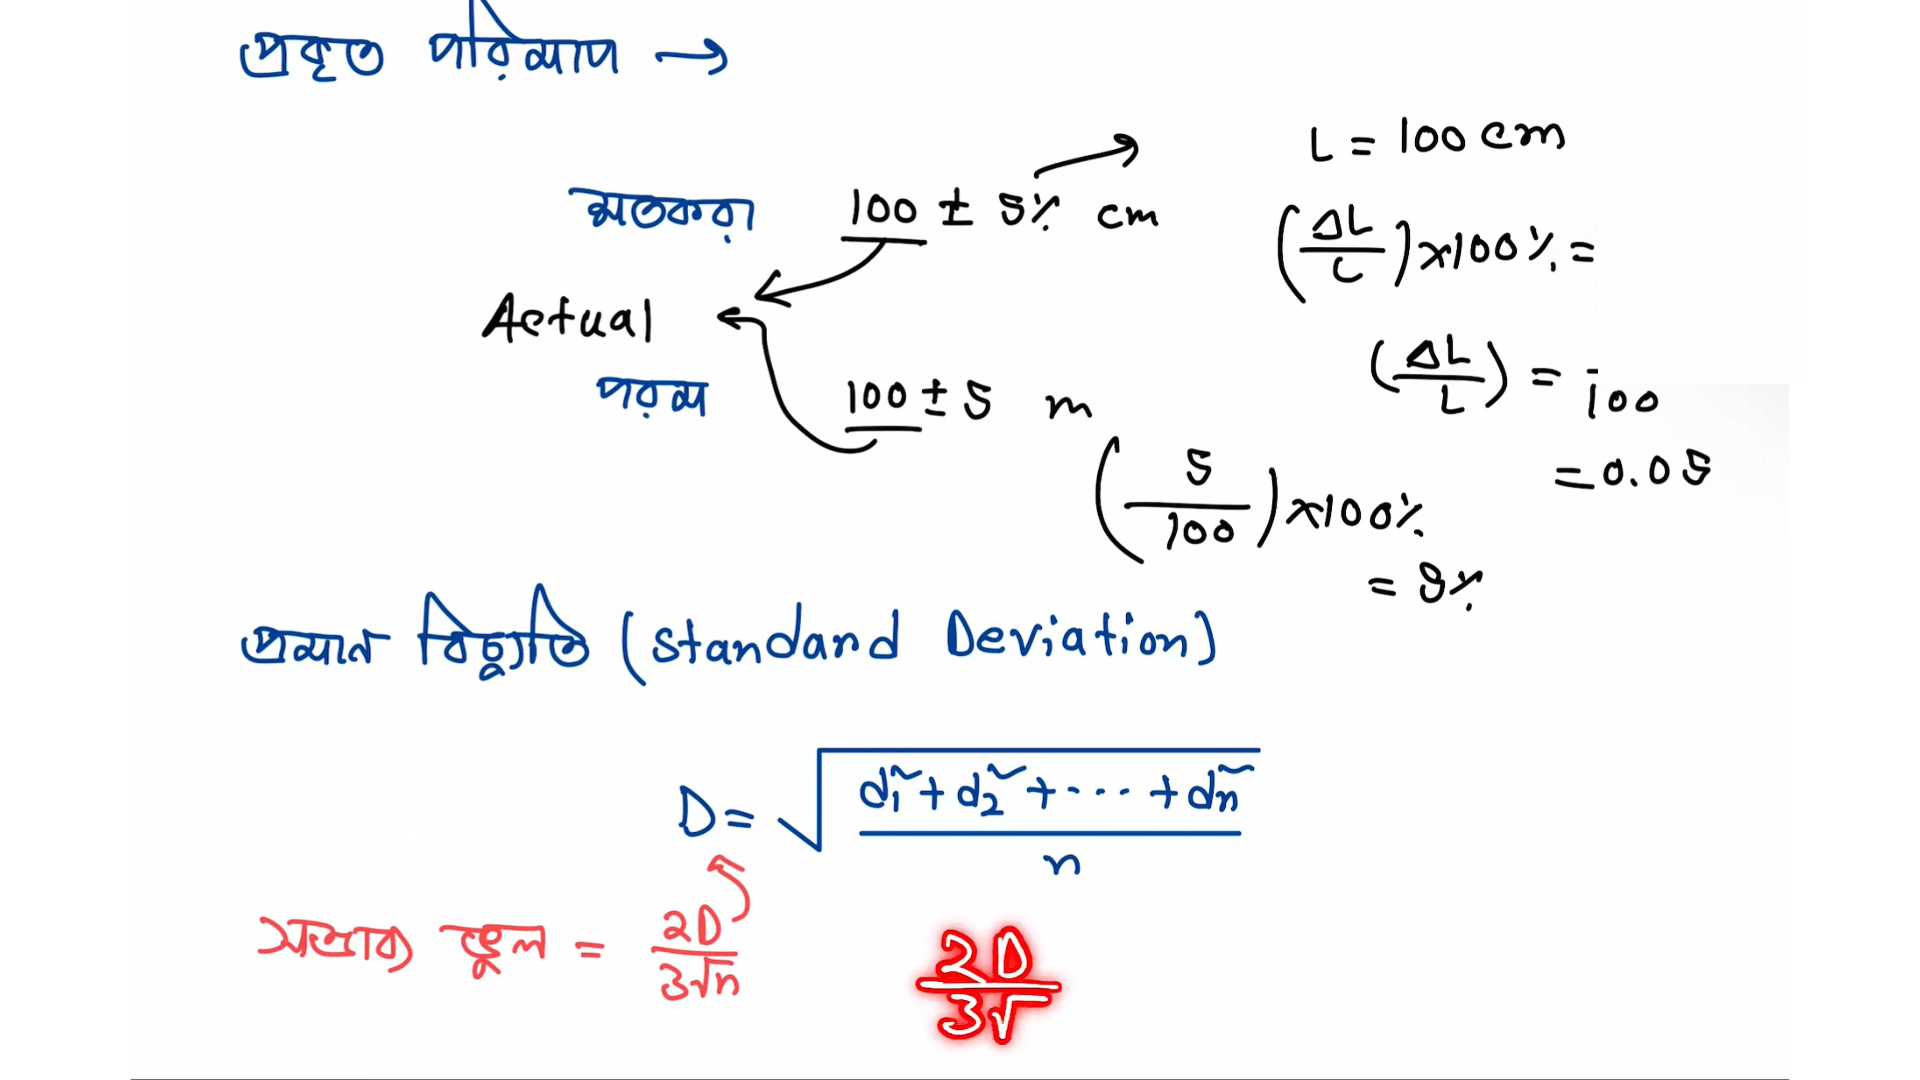 প্রকৃত পরিমাপ →
L = 100 cm
শতকরা 100 ± 5% cm
(ΔL/L) ×100% =
Actual
(ΔL/L) = 100
পরম 100 ± 5 m
= 0.05
(5/100) ×100%
= 5%
প্রমান বিচ্যুতি (Standard Deviation)
D = √(d₁² + d₂² + ... + dₙ²)/n
সম্ভাব্য ভুল = 2D/3√n
2D/3√